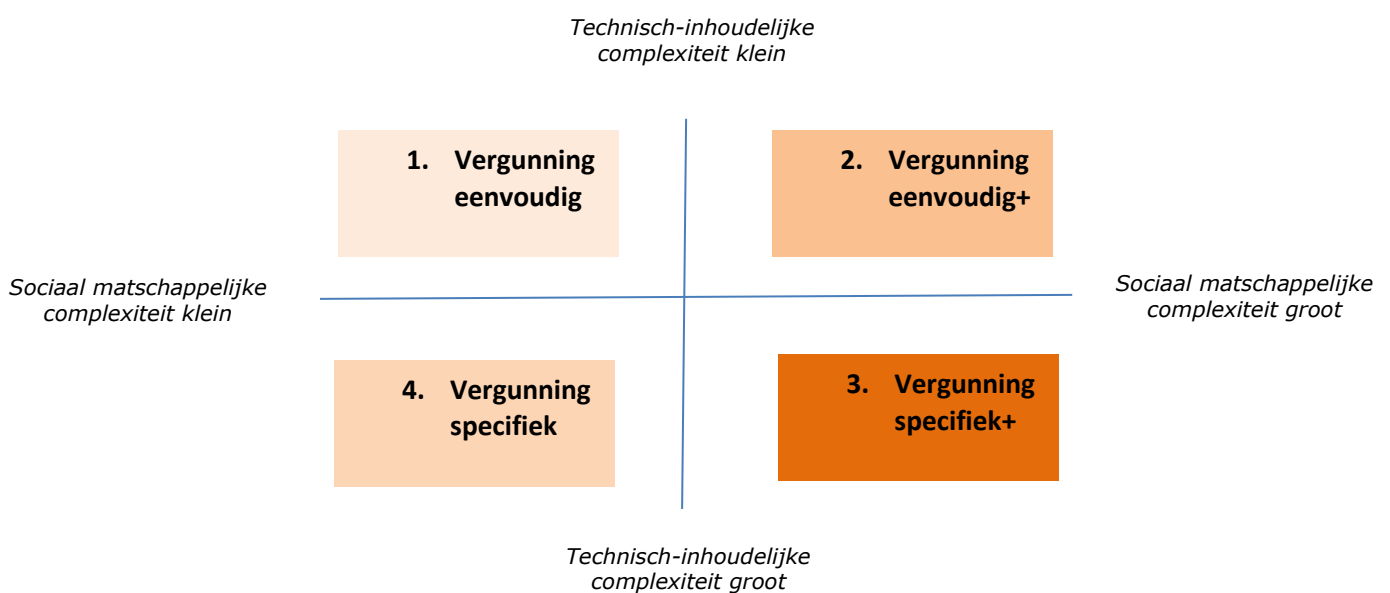 Technisch-inhoudelijke
complexiteit klein
1. Vergunning
eenvoudig
2. Vergunning
eenvoudig+
Sociaal matschappelijke
complexiteit klein
Sociaal matschappelijke
complexiteit groot
4. Vergunning
specifiek
3. Vergunning
specifiek+
Technisch-inhoudelijke
complexiteit groot